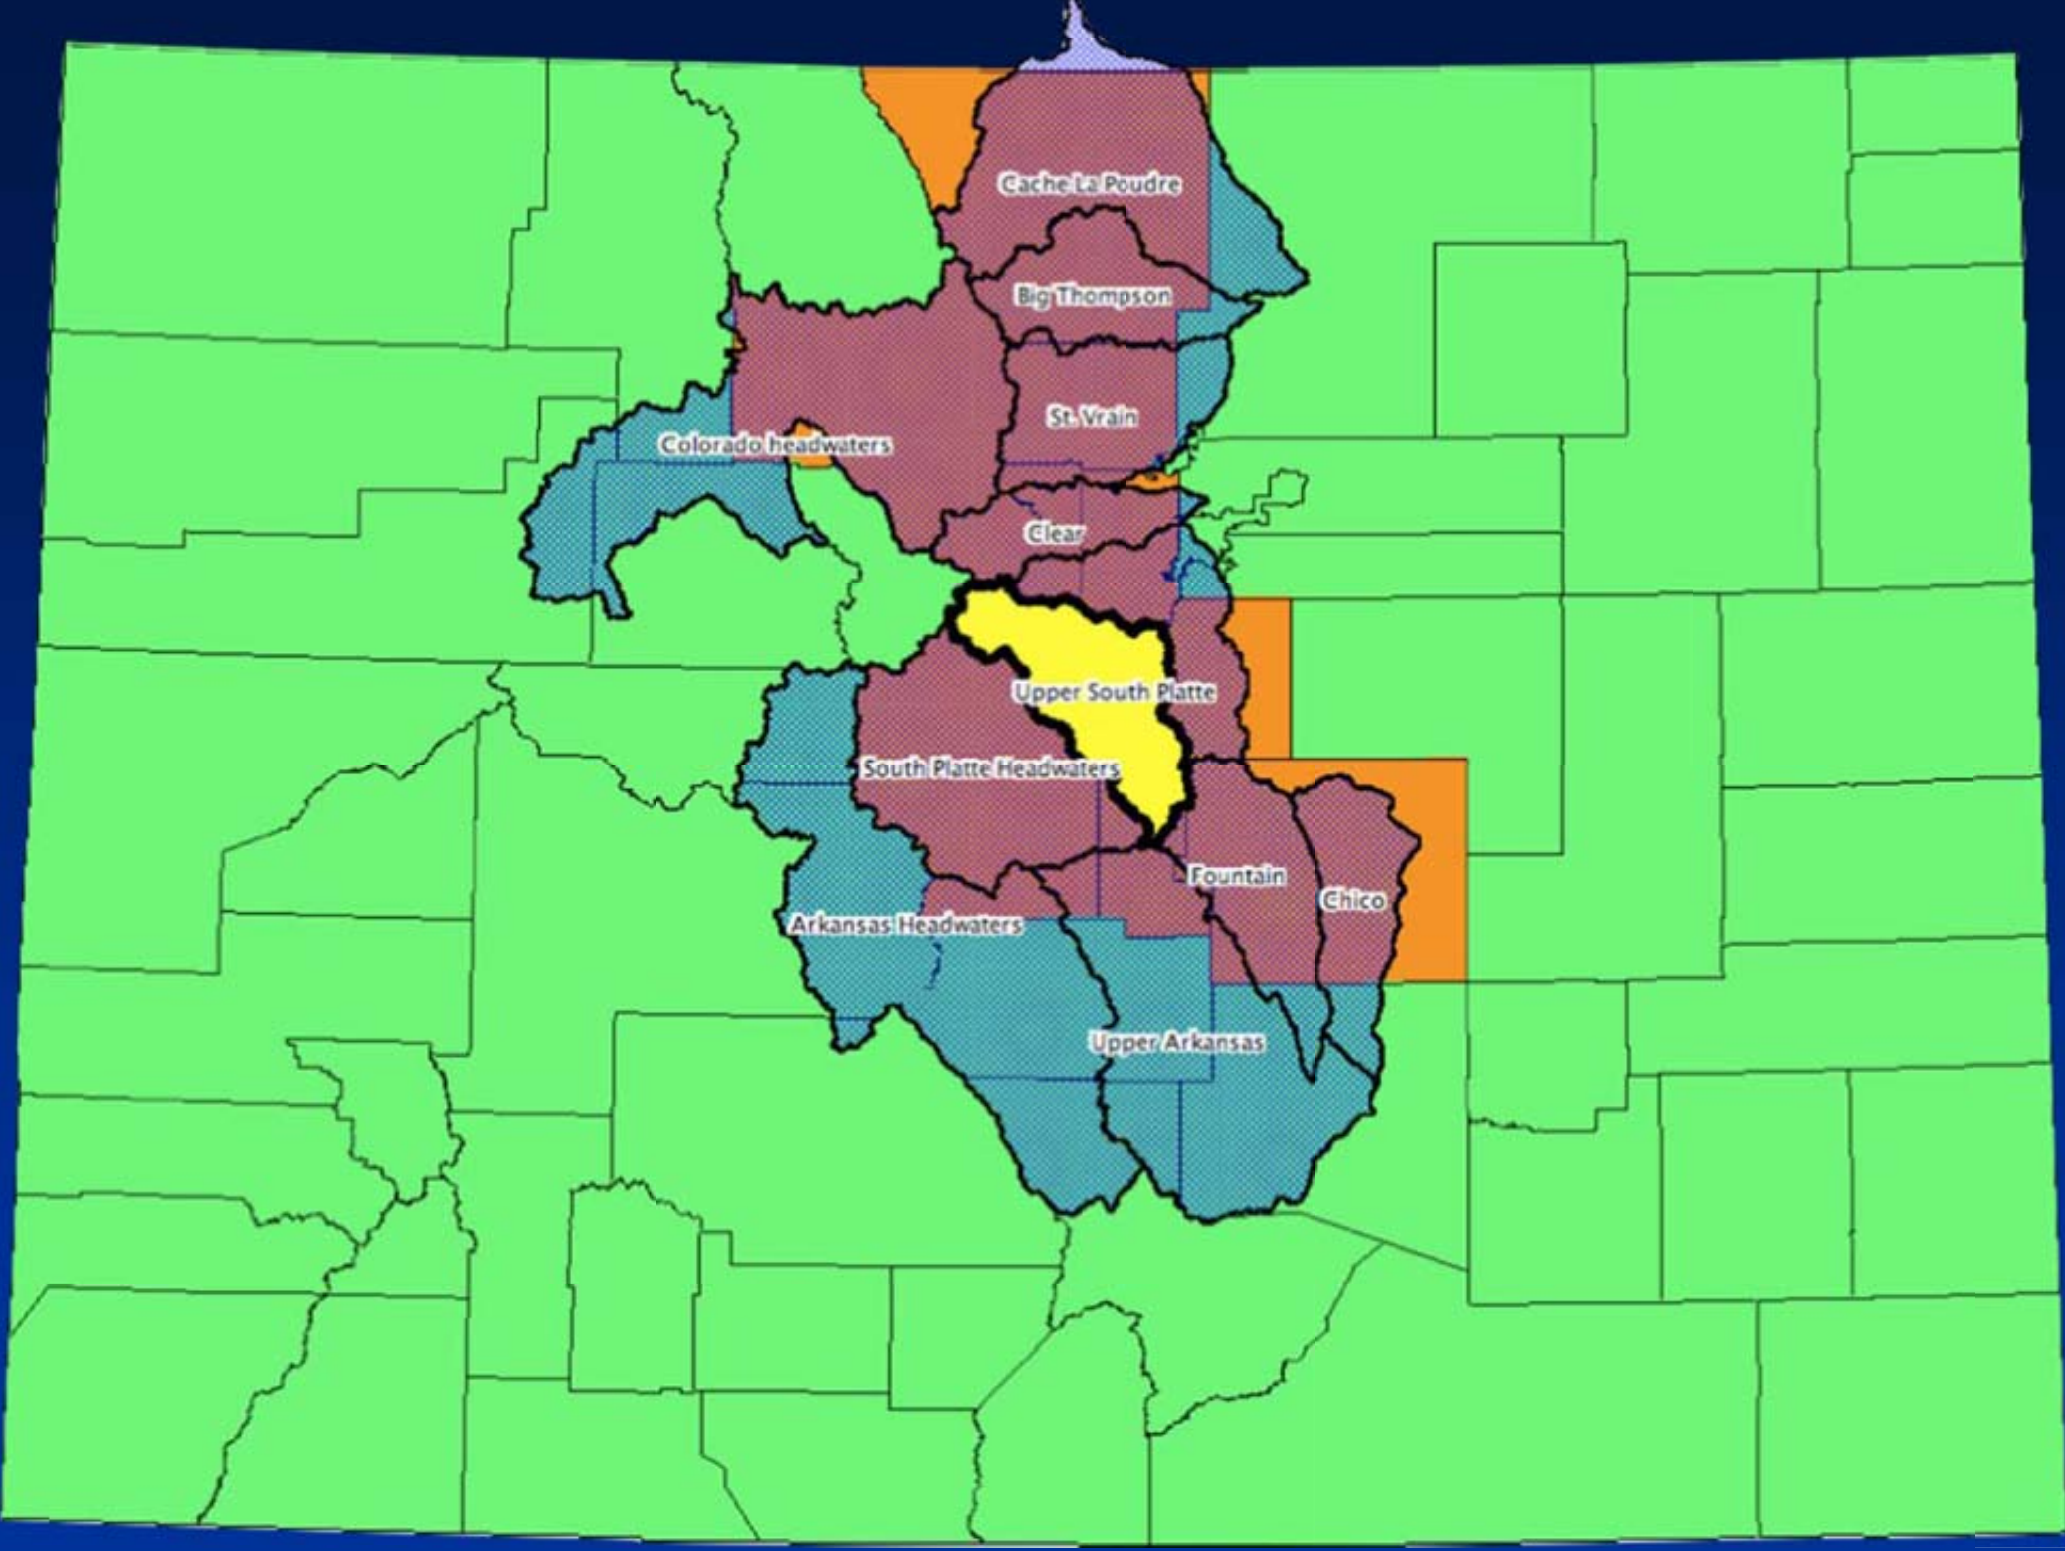 Cache La Poudre
Big Thompson
St. Vrain
Colorado headwaters
Clear
Upper South Platte
South Platte Headwaters
Fountain
Chico
Arkansas Headwaters
Upper Arkansas